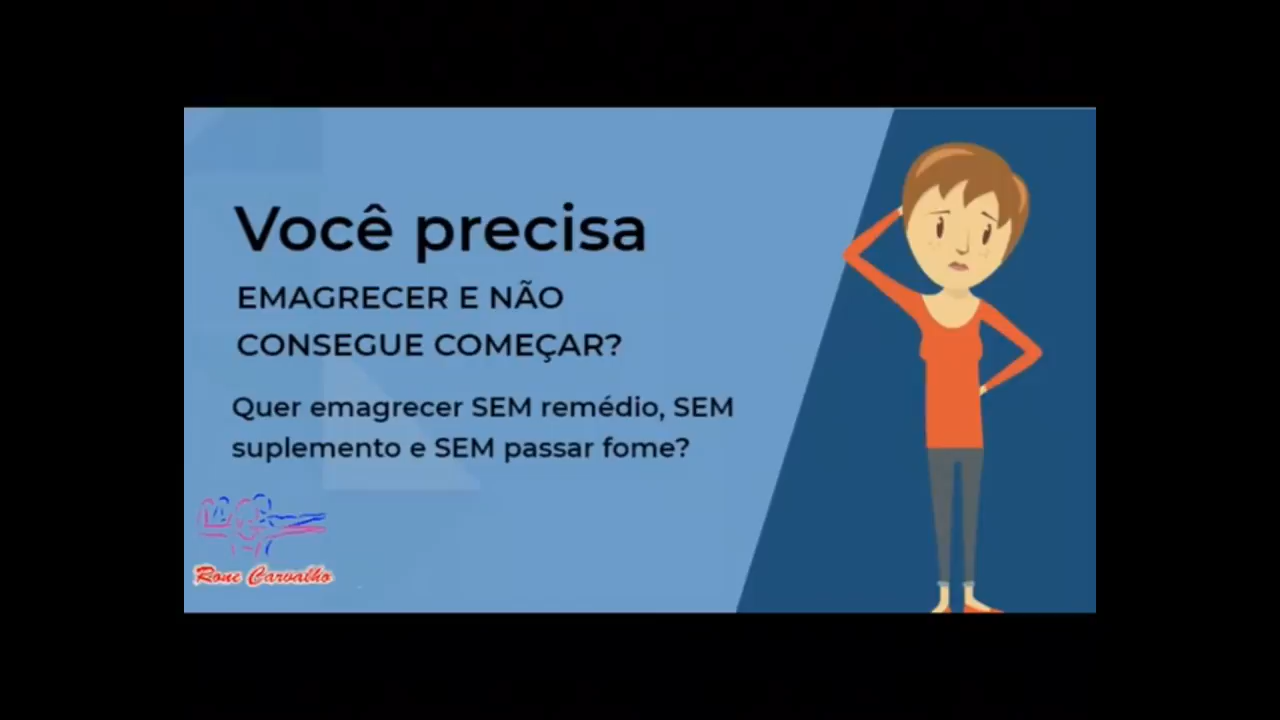 Você precisa
EMAGRECER E NÃO
CONSEGUE COMEÇAR?
Quer emagrecer SEM remédio, SEM
suplemento e SEM passar fome?
Rone Carvalho